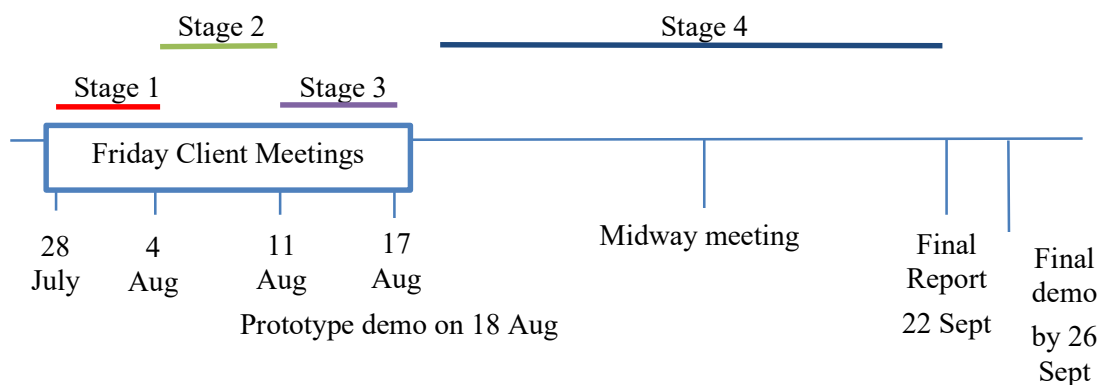 Stage 2
Stage 4
Stage 1
Stage 3
Friday Client Meetings
28
July
4
Aug
11
Aug
17
Aug
Midway meeting
Final
Report
22 Sept
Final
demo
by 26
Sept
Prototype demo on 18 Aug